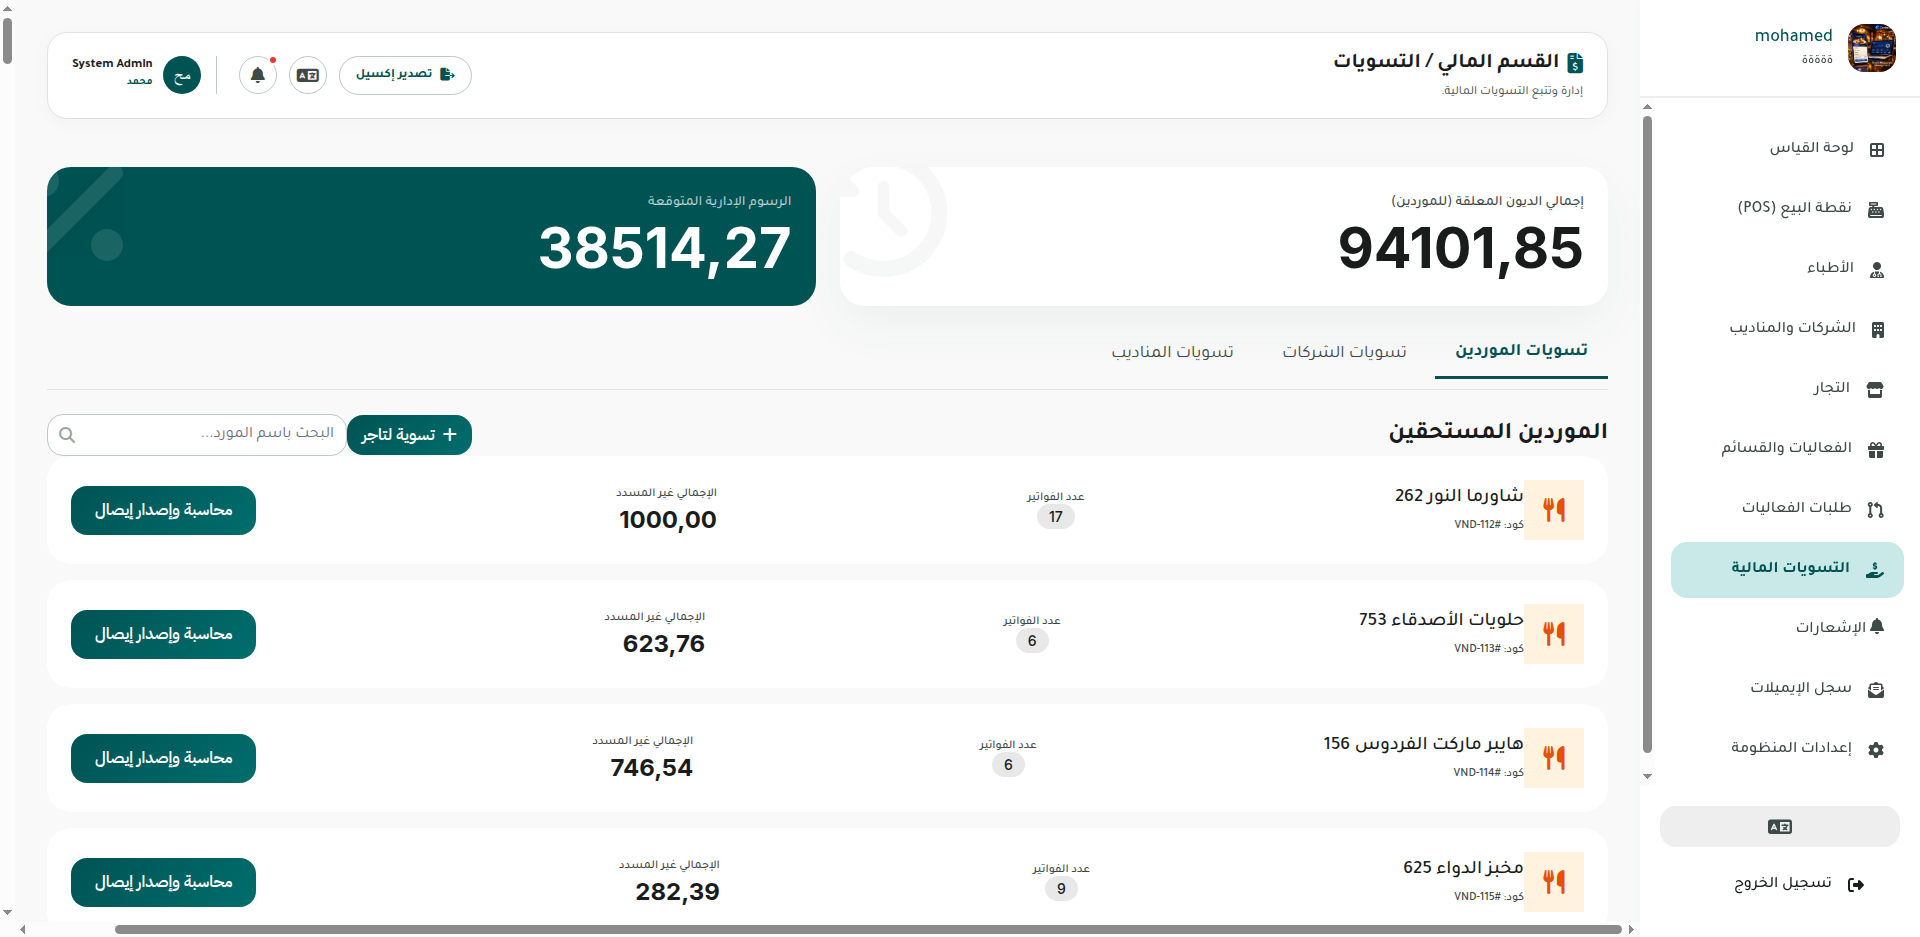 mohamed
ةةةةة
لوحة القياس
نقطة البيع (POS)
الأطباء
الشركات والمناديب
التجار
الفعاليات والقسائم
طلبات الفعاليات
التسويات المالية
الإشعارات
سجل الإيميلات
إعدادات المنظومة
تسجيل الخروج
القسم المالي / التسويات
إدارة وتتبع التسويات المالية.
تصدير إكسيل
مح
System Admin
محمد
إجمالي الديون المعلقة (للموردين)
94101,85
الرسوم الإدارية المتوقعة
38514,27
تسويات الموردين
تسويات الشركات
تسويات المناديب
الموردين المستحقين
تسوية لتاجر
البحث باسم المورد...
شاورما النور 262
كود: #VND-112
عدد الفواتير
17
الإجمالي غير المسدد
1000,00
محاسبة وإصدار إيصال
حلويات الأصدقاء 753
كود: #VND-113
عدد الفواتير
6
الإجمالي غير المسدد
623,76
محاسبة وإصدار إيصال
هايبر ماركت الفردوس 156
كود: #VND-114
عدد الفواتير
6
الإجمالي غير المسدد
746,54
محاسبة وإصدار إيصال
مخبز الدواء 625
كود: #VND-115
عدد الفواتير
9
الإجمالي غير المسدد
282,39
محاسبة وإصدار إيصال